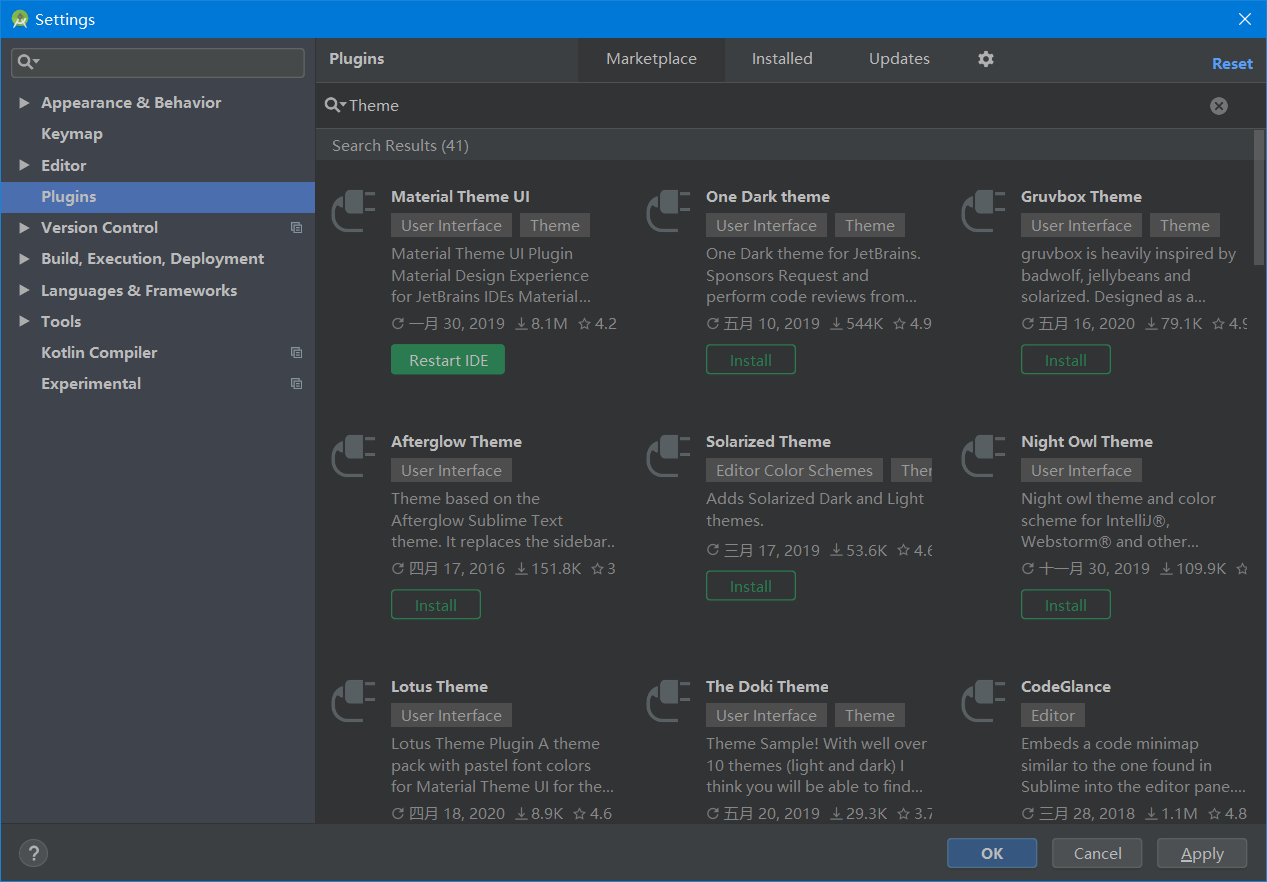 Settings
Appearance & Behavior
Keymap
Editor
Plugins
Version Control
Build, Execution, Deployment
Languages & Frameworks
Tools
Kotlin Compiler
Experimental
Plugins
Marketplace
Installed
Updates
Reset
Theme
Search Results (41)
Material Theme UI
User Interface Theme
Material Theme UI Plugin
Material Design Experience
for JetBrains IDEs Material...
一月 30, 2019 8.1M 4.2
Restart IDE
One Dark theme
User Interface Theme
One Dark theme for JetBrains.
Sponsors Request and
perform code reviews from...
五月 10, 2019 544K 4.9
Install
Gruvbox Theme
User Interface Theme
gruvbox is heavily inspired by
badwolf, jellybeans and
solarized. Designed as a...
五月 16, 2020 79.1K 4.9
Install
Afterglow Theme
User Interface
Theme based on the
Afterglow Sublime Text
theme. It replaces the sidebar..
四月 17, 2016 151.8K 3
Install
Solarized Theme
Editor Color Schemes Ther
Adds Solarized Dark and Light
themes.
三月 17, 2019 53.6K 4.6
Install
Night Owl Theme
User Interface
Night owl theme and color
scheme for IntelliJ®,
Webstorm® and other...
十一月 30, 2019 109.9K
Install
Lotus Theme
User Interface
Lotus Theme Plugin A theme
pack with pastel font colors
for Material Theme UI for the...
四月 18, 2020 8.9K 4.6
The Doki Theme
User Interface Theme
Theme Sample! With well over
10 themes (light and dark) I
think you will be able to find...
五月 20, 2019 29.3K 3.7
CodeGlance
Editor
Embeds a code minimap
similar to the one found in
Sublime into the editor pane....
三月 28, 2018 1.1M 4.8
?
OK
Cancel
Apply